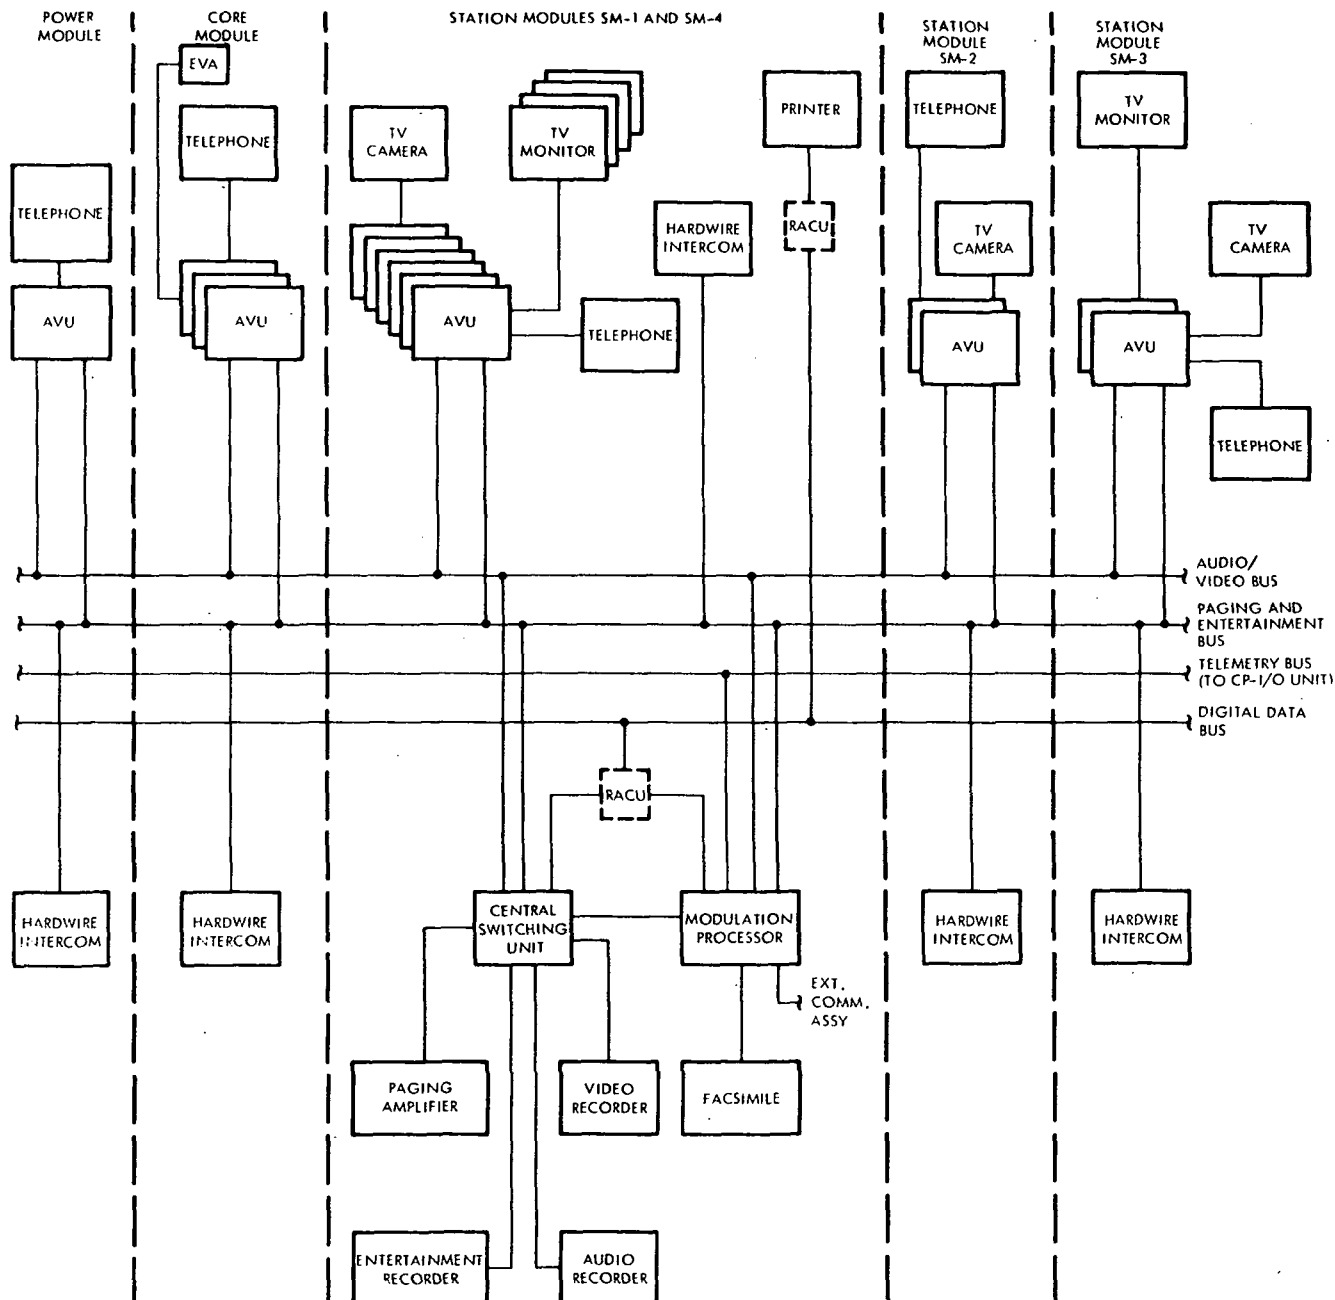 POWER
MODULE
CORE
MODULE
STATION MODULES SM-1 AND SM-4
STATION
MODULE
SM-2
STATION
MODULE
SM-3
EVA
TELEPHONE
TELEPHONE
AVU
AVU
TV
CAMERA
TV
MONITOR
AVU
TELEPHONE
HARDWIRE
INTERCOM
PRINTER
RACU
TELEPHONE
TV
CAMERA
AVU
TV
MONITOR
TV
CAMERA
AVU
TELEPHONE
AUDIO/
VIDEO BUS
PAGING AND
ENTERTAINMENT
BUS
TELEMETRY BUS
(TO CP-I/O UNIT)
DIGITAL DATA
BUS
RACU
HARDWIRE
INTERCOM
HARDWIRE
INTERCOM
CENTRAL
SWITCHING
UNIT
MODULATION
PROCESSOR
HARDWIRE
INTERCOM
HARDWIRE
INTERCOM
EXT.
COMM.
ASSY
PAGING
AMPLIFIER
VIDEO
RECORDER
FACSIMILE
ENTERTAINMENT
RECORDER
AUDIO
RECORDER